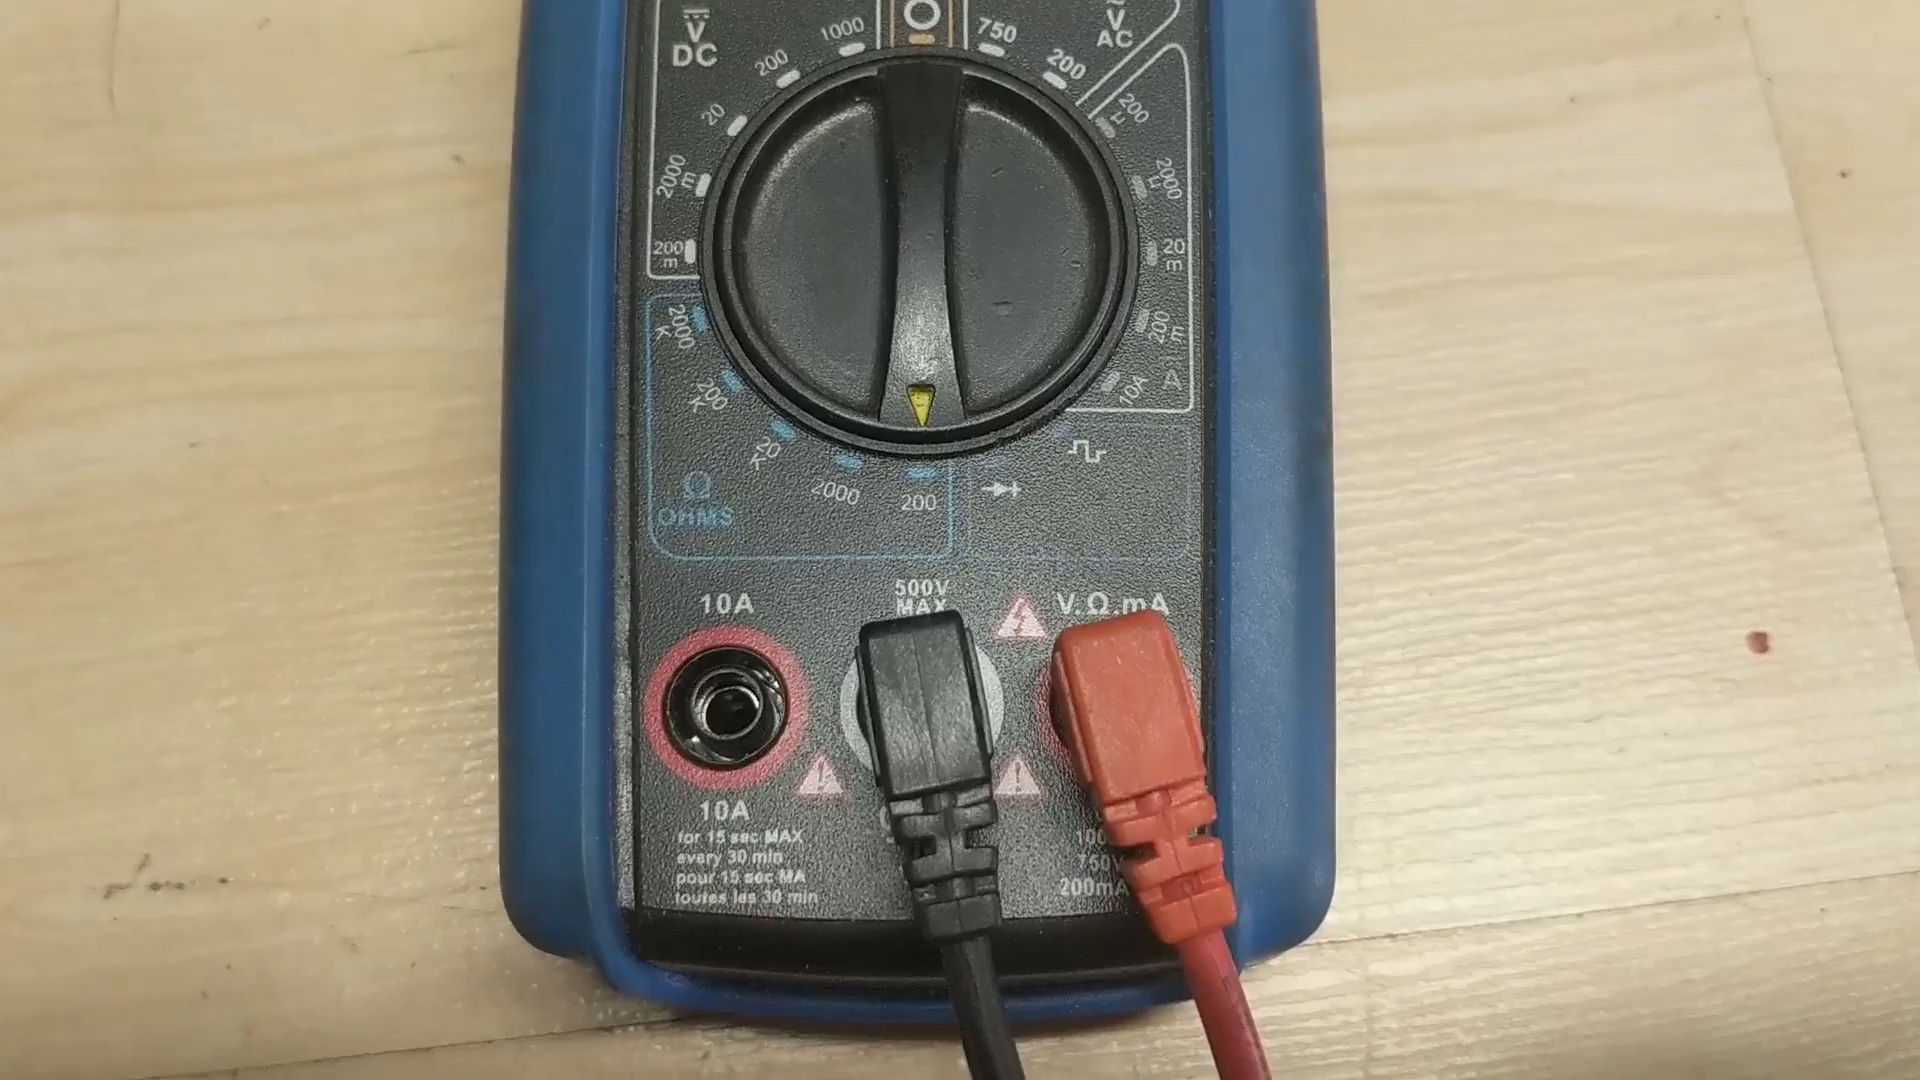 V
DC
1000
750
V
AC
200
200
20
200
μ
2000
m
2000
μ
200
m
20
m
2000
K
200
m
200
K
10A
A
20
K
2000
200
Ω
OHMS
10A
500V
MAX
V.Ω.mA
10A
for 15 sec MAX
every 30 min
pour 15 sec MA
toutes les 30 min
750V
200mA